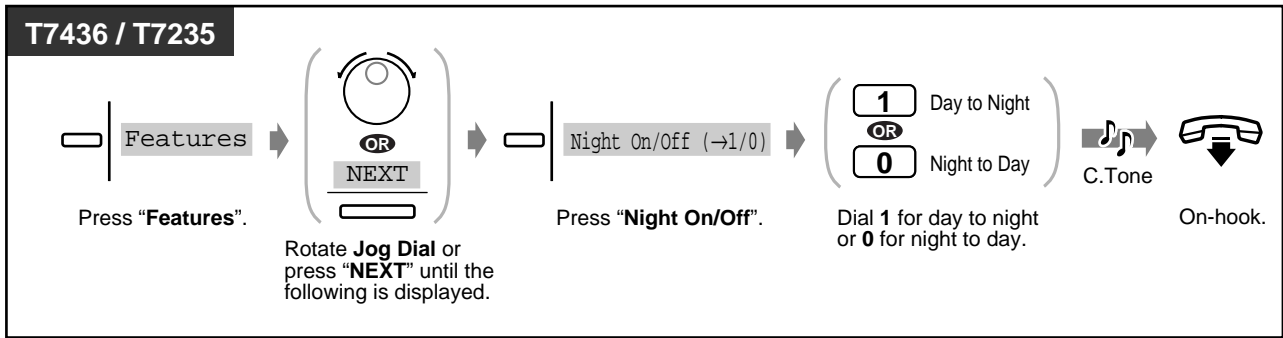 T7436 / T7235
Features
Press “Features”.
OR
NEXT
Rotate Jog Dial or
press “NEXT” until the
following is displayed.
Night On/Off (→1/0)
Press “Night On/Off”.
1 Day to Night
OR
0 Night to Day
Dial 1 for day to night
or 0 for night to day.
C.Tone
On-hook.